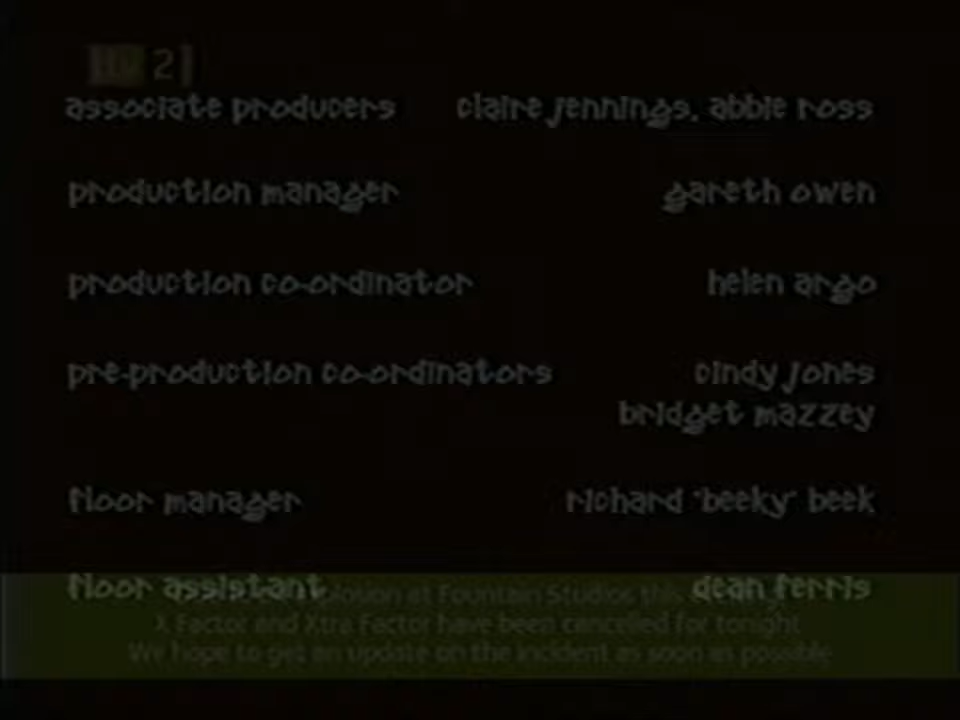 2
associate producers claire jennings, abbie ross
production manager gareth owen
production co-ordinator helen argo
pre-production co-ordinators cindy jones
bridget mazzey
floor manager richard 'beeky' beek
floor assistant dean ferris
explosion at Fountain Studios this
X Factor and Xtra Factor have been cancelled for tonight
We hope to get an update on the incident as soon as possible